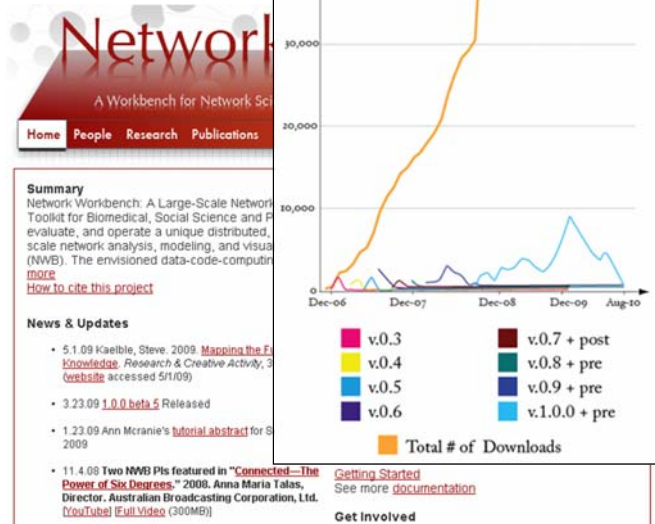 Network
A Workbench for Network Sci
Home People Research Publications
Summary
Network Workbench: A Large-Scale Network
Toolkit for Biomedical, Social Science and P
evaluate, and operate a unique distributed,
scale network analysis, modeling, and visua
(NWB). The envisioned data-code-computin
more
How to cite this project
News & Updates
• 5.1.09 Kaelble, Steve. 2009. Mapping the Fu
Knowledge. Research & Creative Activity, 3
(website accessed 5/1/09)
• 3.23.09 1.0.0 beta 5 Released
• 1.23.09 Ann Mcranie's tutorial abstract for S
2009
• 11.4.08 Two NWB PIs featured in "Connected—The
Power of Six Degrees." 2008. Anna Maria Talas,
Director. Australian Broadcasting Corporation, Ltd.
[YouTube] [Full Video (300MB)]
30,000
20,000
10,000
0
Dec-06 Dec-07 Dec-08 Dec-09 Aug-10
v.0.3
v.0.4
v.0.5
v.0.6
v.0.7 + post
v.0.8 + pre
v.0.9 + pre
v.1.0.0 + pre
Total # of Downloads
Getting Started
See more documentation
Get Involved